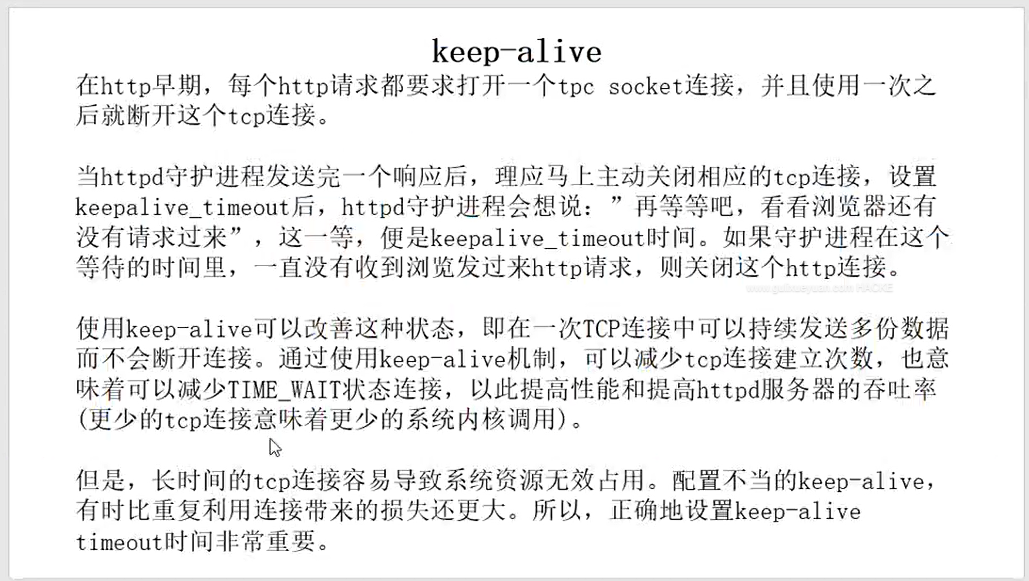 keep-alive
在http早期，每个http请求都要求打开一个tpc socket连接，并且使用一次之
后就断开这个tcp连接。
当httpd守护进程发送完一个响应后，理应马上主动关闭相应的tcp连接，设置
keepalive_timeout后，httpd守护进程会想说：”再等等吧，看看浏览器还有
没有请求过来”，这一等，便是keepalive_timeout时间。如果守护进程在这个
等待的时间里，一直没有收到浏览发过来http请求，则关闭这个http连接。
使用keep-alive可以改善这种状态，即在一次TCP连接中可以持续发送多份数据
而不会断开连接。通过使用keep-alive机制，可以减少tcp连接建立次数，也意
味着可以减少TIME_WAIT状态连接，以此提高性能和提高httpd服务器的吞吐率
(更少的tcp连接意味着更少的系统内核调用)。
但是，长时间的tcp连接容易导致系统资源无效占用。配置不当的keep-alive，
有时比重复利用连接带来的损失还更大。所以，正确地设置keep-alive
timeout时间非常重要。